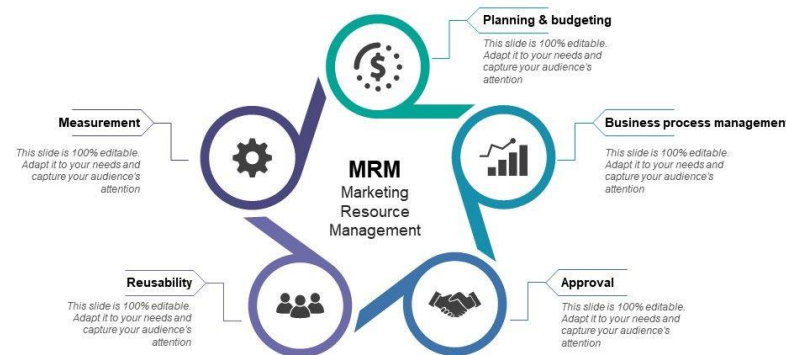 Planning & budgeting
This slide is 100% editable.
Adapt it to your needs and
capture your audience's
attention
Measurement
This slide is 100% editable.
Adapt it to your needs and
capture your audience's
attention
Business process management
This slide is 100% editable.
Adapt it to your needs and
capture your audience's
attention
MRM
Marketing
Resource
Management
Reusability
This slide is 100% editable.
Adapt it to your needs and
capture your audience's
attention
Approval
This slide is 100% editable.
Adapt it to your needs and
capture your audience's
attention